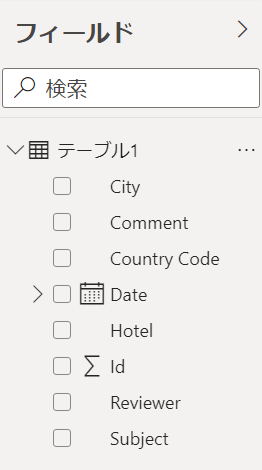 フィールド
検索
テーブル1
City
Comment
Country Code
Date
Hotel
Id
Reviewer
Subject